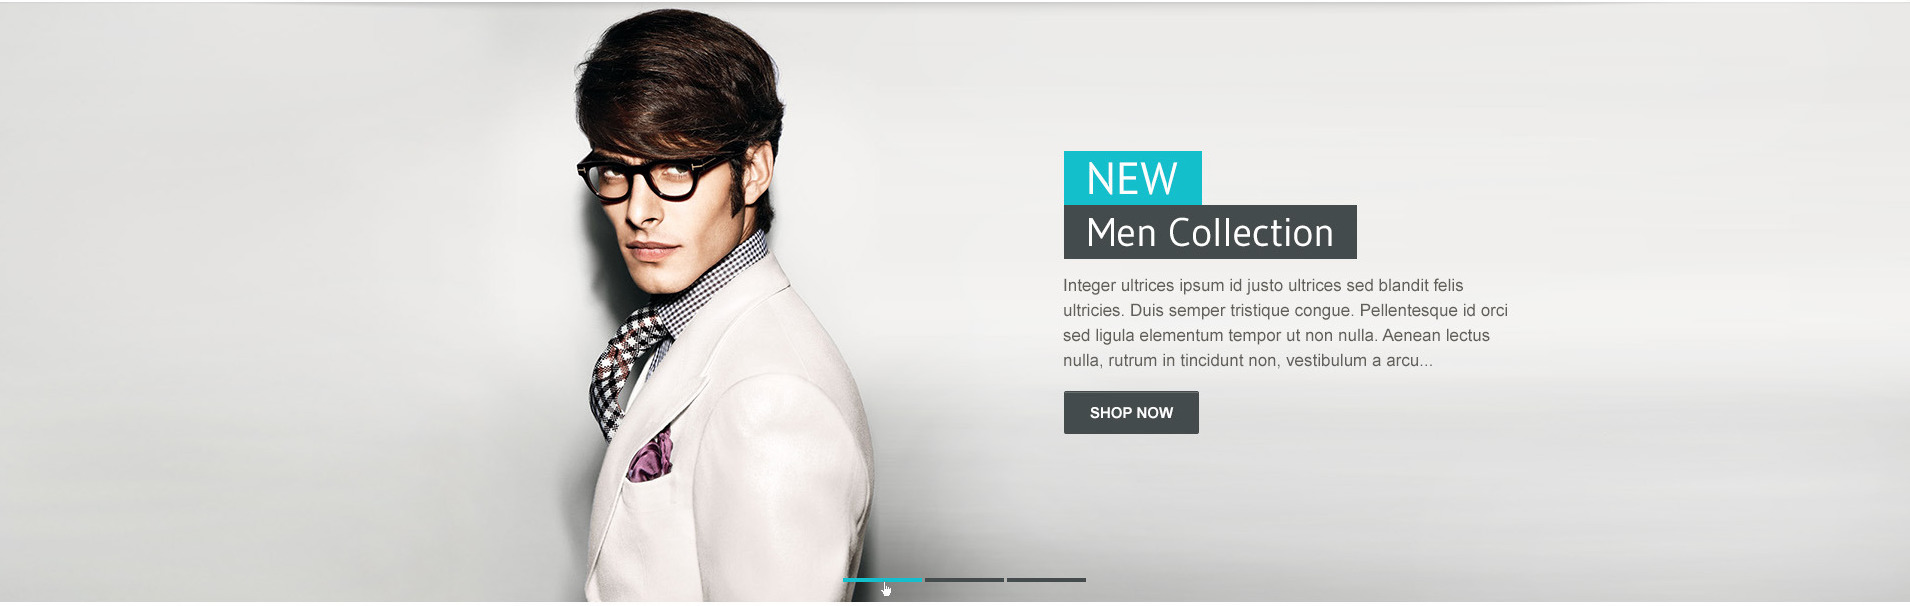 NEW
Men Collection
Integer ultrices ipsum id justo ultrices sed blandit felis
ultricies. Duis semper tristique congue. Pellentesque id orci
sed ligula elementum tempor ut non nulla. Aenean lectus
nulla, rutrum in tincidunt non, vestibulum a arcu...
SHOP NOW